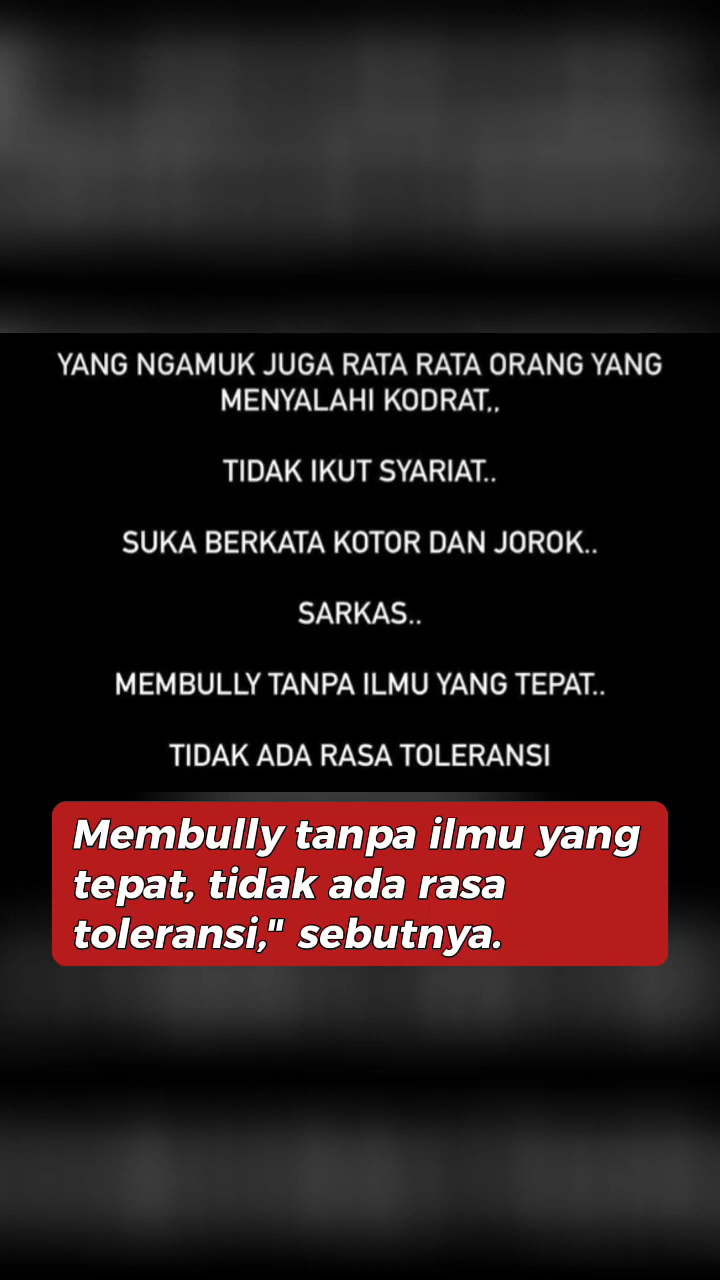 YANG NGAMUK JUGA RATA RATA ORANG YANG
MENYALAHI KODRAT,,
TIDAK IKUT SYARIAT..
SUKA BERKATA KOTOR DAN JOROK..
SARKAS..
MEMBULLY TANPA ILMU YANG TEPAT..
TIDAK ADA RASA TOLERANSI
Membully tanpa ilmu yang
tepat, tidak ada rasa
toleransi," sebutnya.